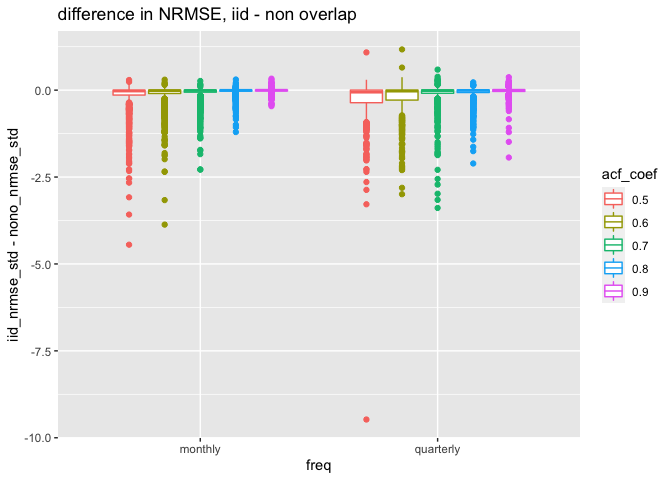 difference in NRMSE, iid - non overlap
iid_nrmse_std - nono_nrmse_std
0.0
-2.5
-5.0
-7.5
-10.0
monthly
quarterly
freq
acf_coef
0.5
0.6
0.7
0.8
0.9